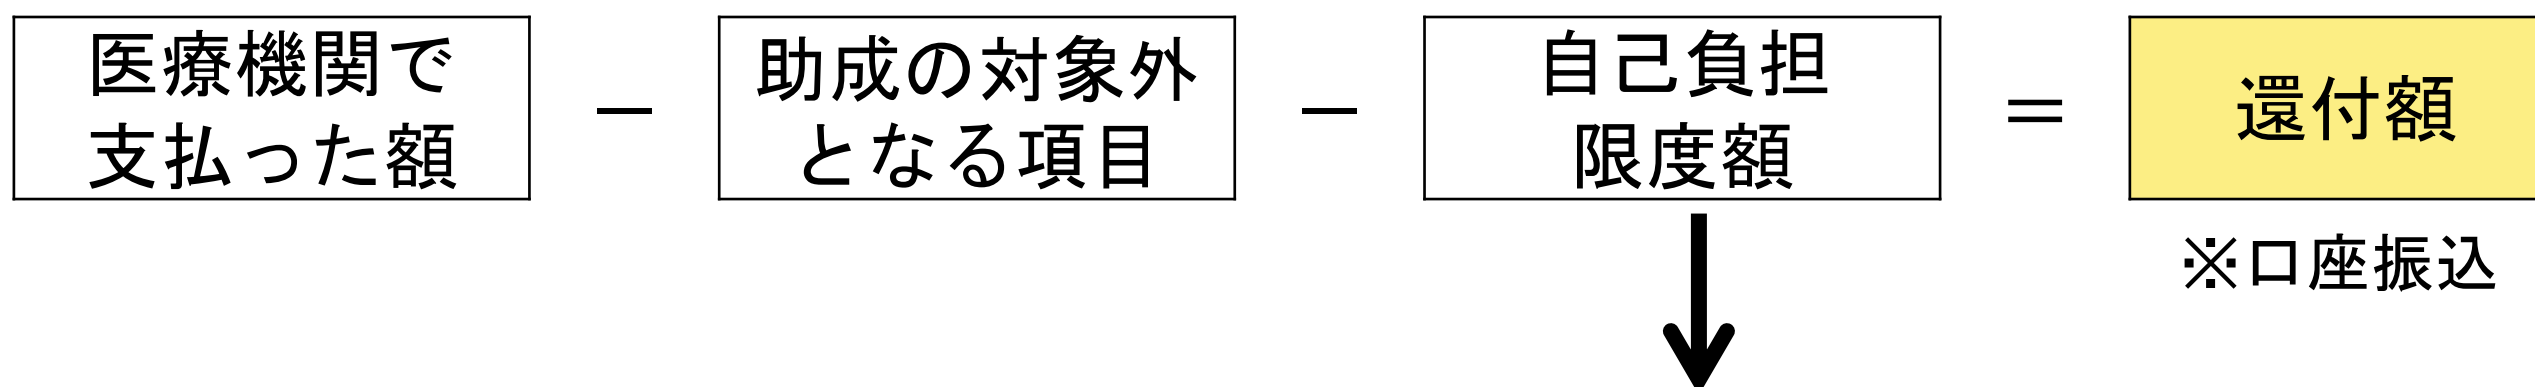 医療機関で
支払った額
－
助成の対象外
となる項目
－
自己負担
限度額
＝
還付額
※口座振込